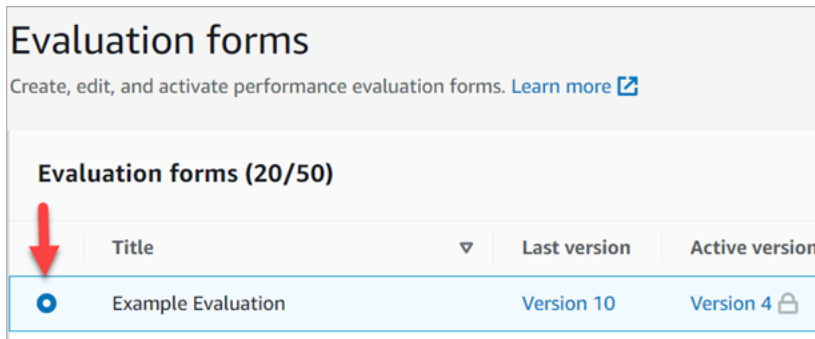 Evaluation forms
Create, edit, and activate performance evaluation forms. Learn more
Evaluation forms (20/50)
Title Last version Active version
Example Evaluation Version 10 Version 4